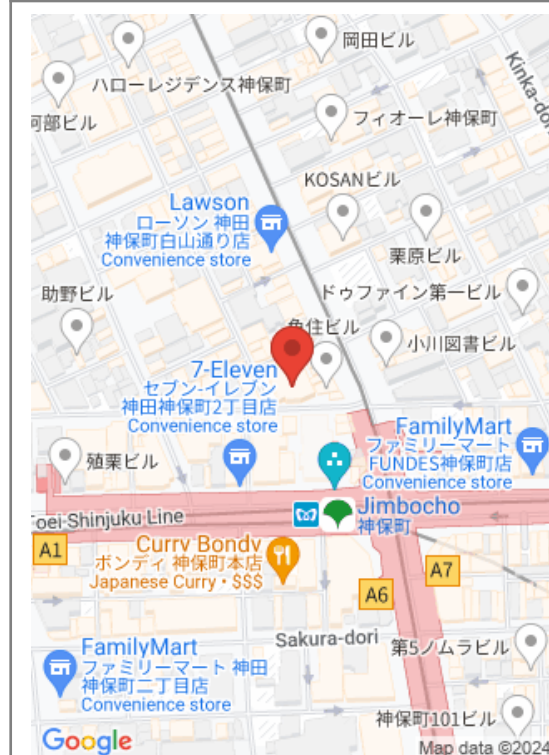 岡田ビル
ハローレジデンス神保町
Kinka-dori
阿部ビル
フィオーレ神保町
KOSANビル
Lawson
ローソン 神田
神保町白山通り店
Convenience store
栗原ビル
助野ビル
ドゥファイン第一ビル
角住ビル
小川図書ビル
7-Eleven
セブン-イレブン
神田神保町2丁目店
Convenience store
FamilyMart
ファミリーマート
FUNDES神保町店
Convenience store
殖栗ビル
Toei Shinjuku Line
Jimbocho
神保町
A1
Curry Bondy
ボンディ 神保町本店
Japanese Curry・$$$
A7
A6
Sakura-dori
第5ノムラビル
FamilyMart
ファミリーマート 神田
神保町二丁目店
Convenience store
神保町101ビル
Google
Map data ©2024